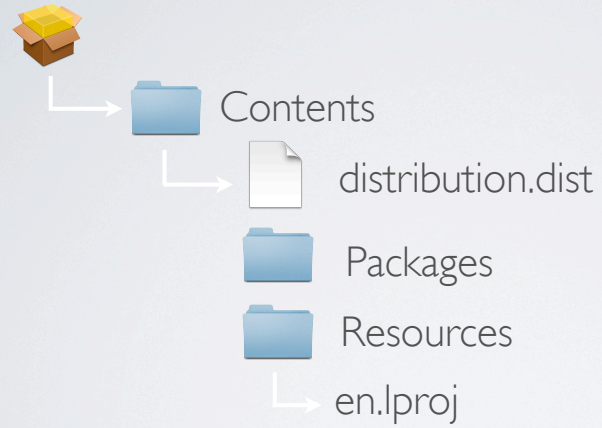 Contents
distribution.dist
Packages
Resources
en.lproj